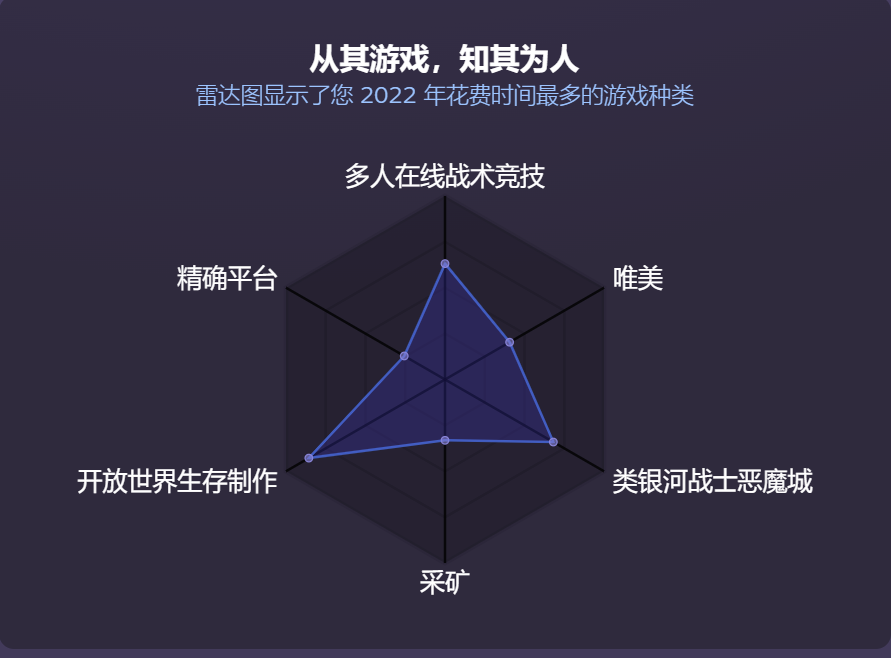 从其游戏，知其为人
雷达图显示了您 2022 年花费时间最多的游戏种类
多人在线战术竞技
精确平台
唯美
开放世界生存制作
类银河战士恶魔城
采矿